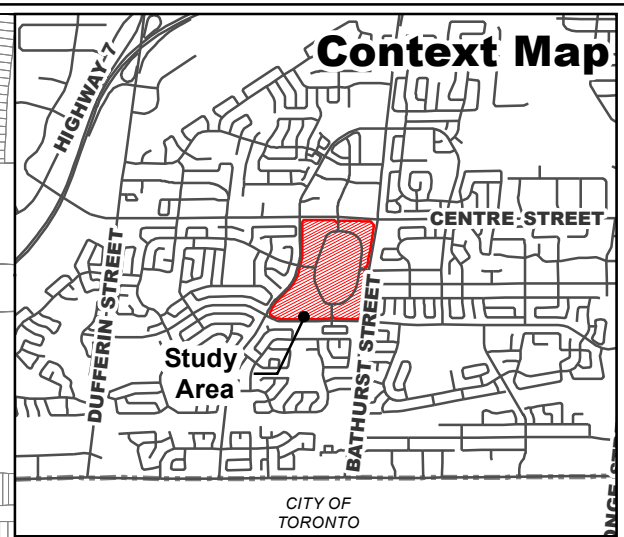 Context Map
HIGHWAY 7
CENTRE STREET
DUFFERIN STREET
BATHURST STREET
Study
Area
CITY OF
TORONTO